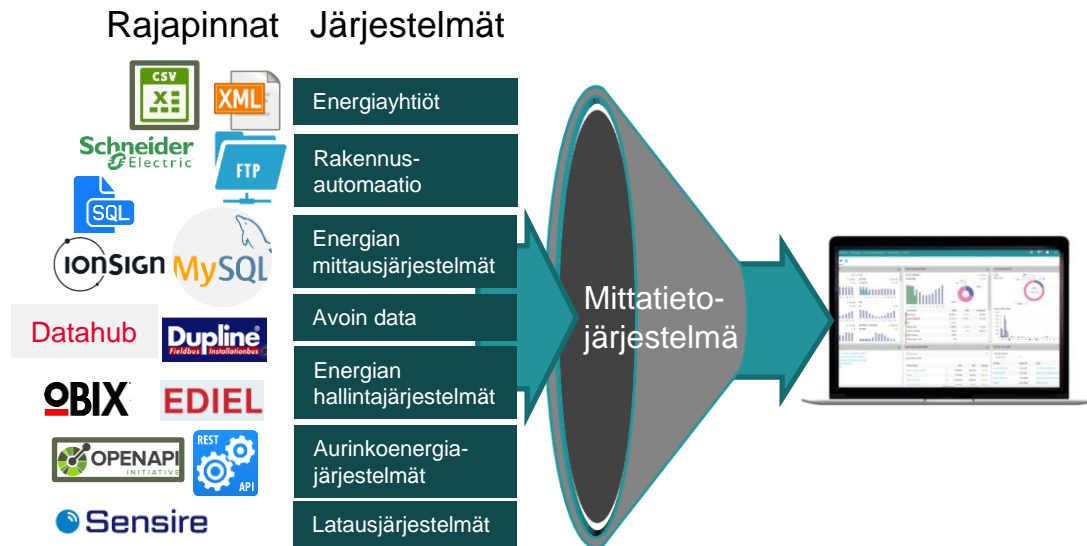 Rajapinnat
Järjestelmät
CSV
X
XML
Schneider
Electric
FTP
SQL
ionSign
MySQL
Datahub
Dupline®
Fieldbus Installationbus
OBIX
EDIEL
OPENAPI
INITIATIVE
REST
API
Sensire
Energiayhtiöt
Rakennus-
automaatio
Energian
mittausjärjestelmät
Avoin data
Energian
hallintajärjestelmät
Aurinkoenergia-
järjestelmät
Latausjärjestelmät
Mittatieto-
järjestelmä